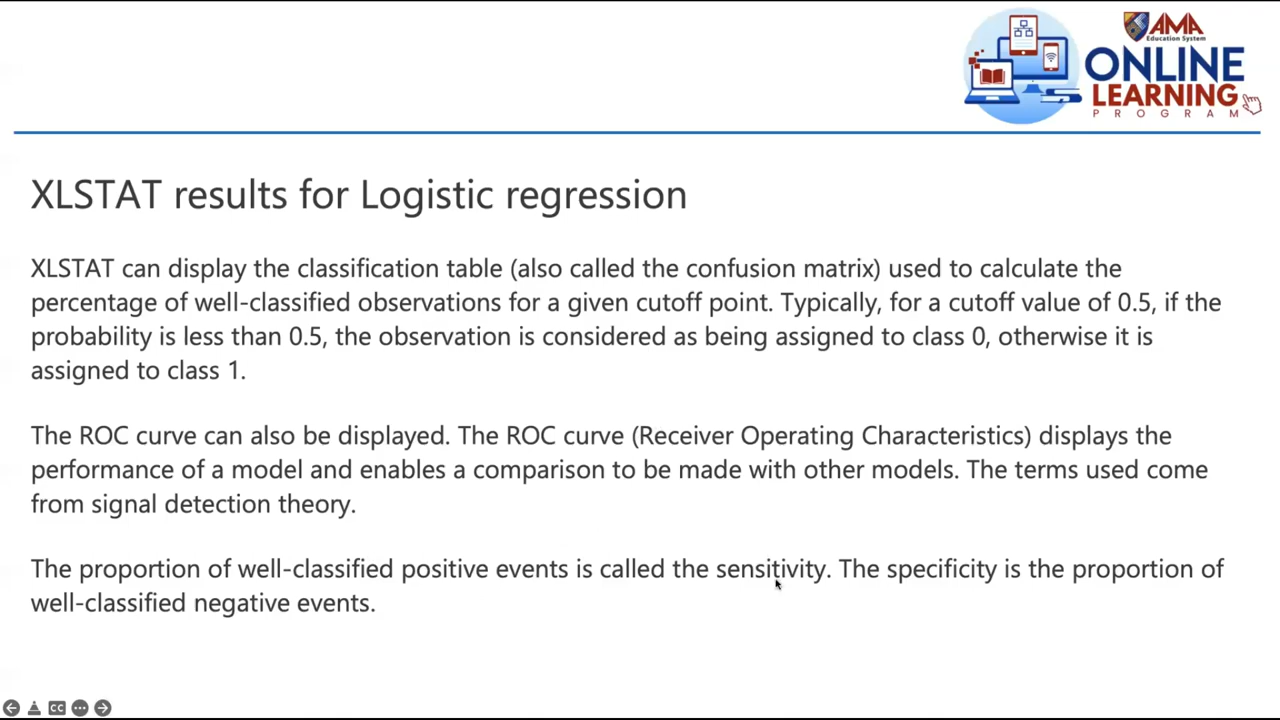 AMA
Education System
ONLINE
LEARNING
PROGRAM
XLSTAT results for Logistic regression
XLSTAT can display the classification table (also called the confusion matrix) used to calculate the
percentage of well-classified observations for a given cutoff point. Typically, for a cutoff value of 0.5, if the
probability is less than 0.5, the observation is considered as being assigned to class 0, otherwise it is
assigned to class 1.
The ROC curve can also be displayed. The ROC curve (Receiver Operating Characteristics) displays the
performance of a model and enables a comparison to be made with other models. The terms used come
from signal detection theory.
The proportion of well-classified positive events is called the sensitivity. The specificity is the proportion of
well-classified negative events.
CC